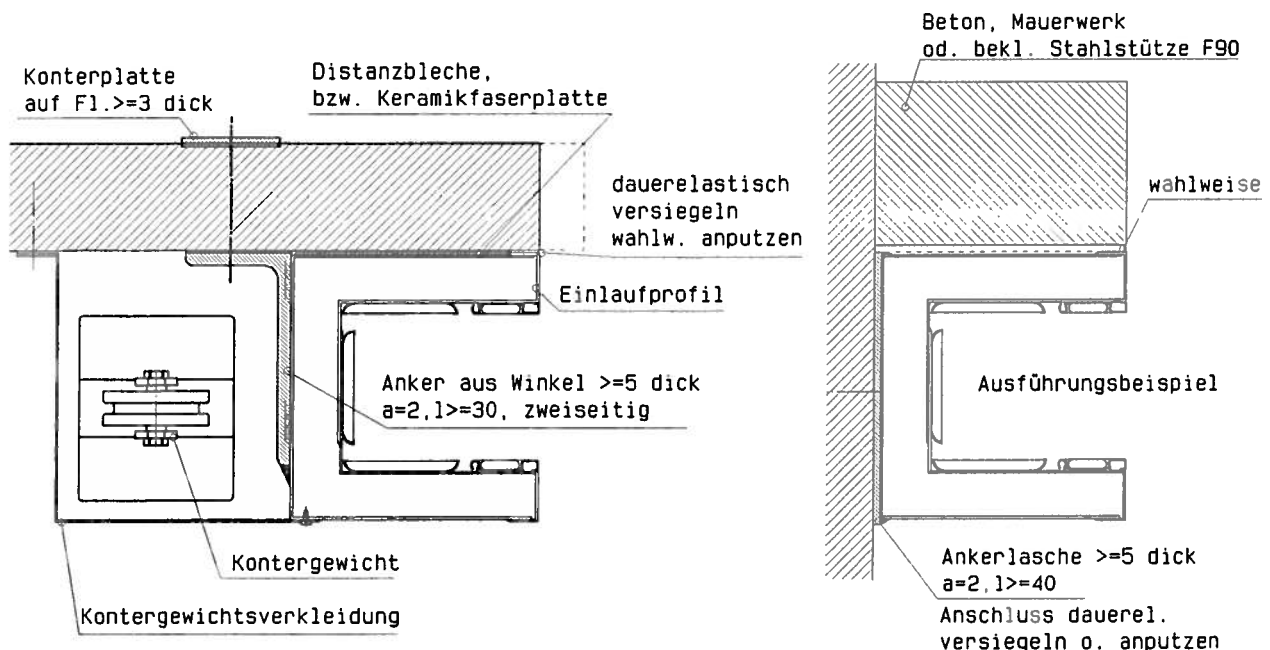 Konterplatte
auf Fl.>=3 dick
Distanzbleche,
bzw. Keramikfaserplatte
dauerelastisch
versiegeln
wahlw. anputzen
Einlaufprofil
Anker aus Winkel >=5 dick
a=2,l>=30, zweiseitig
Kontergewicht
Kontergewichtsverkleidung
Beton, Mauerwerk
od. bekl. Stahlstütze F90
wahlweise
Ausführungsbeispiel
Ankerlasche >=5 dick
a=2,l>=40
Anschluss dauerel.
versiegeln o. anputzen